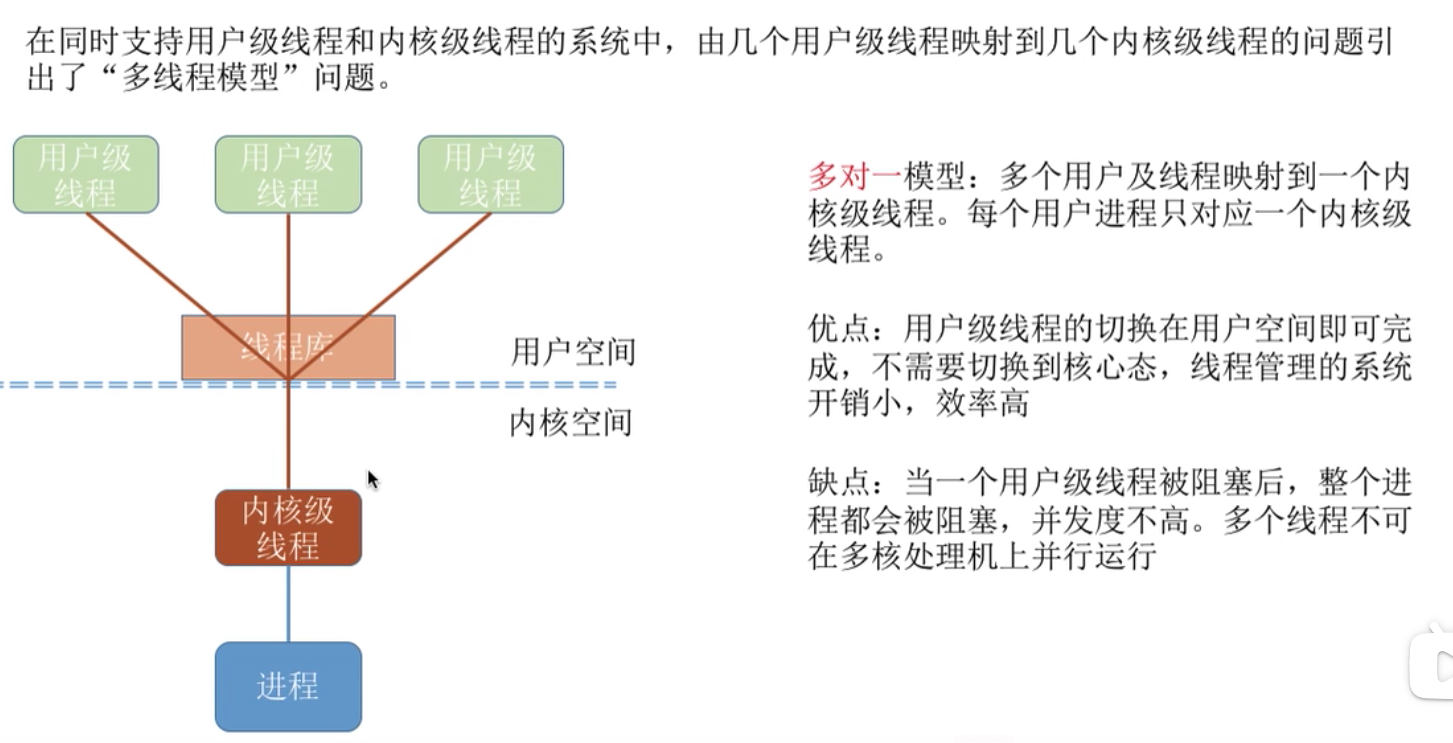 在同时支持用户级线程和内核级线程的系统中，由几个用户级线程映射到几个内核级线程的问题引
出了“多线程模型”问题。
用户级
线程
用户级
线程
用户级
线程
线程库
用户空间
内核空间
内核级
线程
进程
多对一模型：多个用户及线程映射到一个内
核级线程。每个用户进程只对应一个内核级
线程。
优点：用户级线程的切换在用户空间即可完
成，不需要切换到核心态，线程管理的系统
开销小，效率高
缺点：当一个用户级线程被阻塞后，整个进
程都会被阻塞，并发度不高。多个线程不可
在多核处理机上并行运行